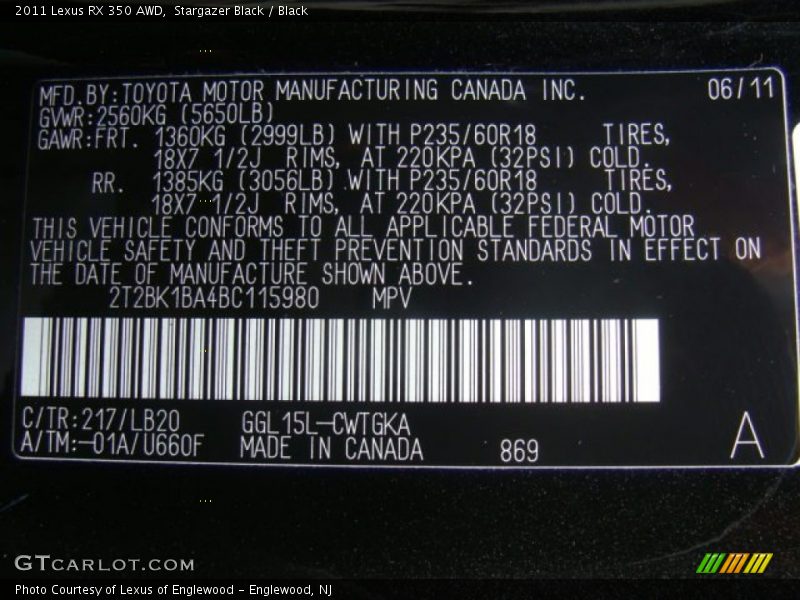 2011 Lexus RX 350 AWD, Stargazer Black / Black
MFD.BY:TOYOTA MOTOR MANUFACTURING CANADA INC. 06/11
GVWR:2560KG (5650LB)
GAWR:FRT. 1360KG (2999LB) WITH P235/60R18 TIRES,
18X7 1/2J RIMS, AT 220KPA (32PSI) COLD.
RR. 1385KG (3056LB) WITH P235/60R18 TIRES,
18X7 1/2J RIMS, AT 220KPA (32PSI) COLD.
THIS VEHICLE CONFORMS TO ALL APPLICABLE FEDERAL MOTOR
VEHICLE SAFETY AND THEFT PREVENTION STANDARDS IN EFFECT ON
THE DATE OF MANUFACTURE SHOWN ABOVE.
2T2BK1BA4BC115980 MPV
C/TR:217/LB20 GGL15L-CWTGKA
A/TM:-01A/U660F MADE IN CANADA 869 A
GTCARLOT.COM
Photo Courtesy of Lexus of Englewood - Englewood, NJ